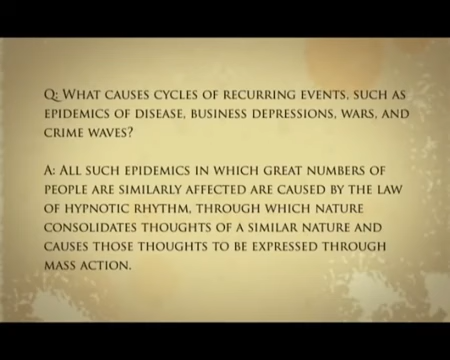 Q: What causes cycles of recurring events, such as
epidemics of disease, business depressions, wars, and
crime waves?
A: All such epidemics in which great numbers of
people are similarly affected are caused by the law
of hypnotic rhythm, through which nature
consolidates thoughts of a similar nature and
causes those thoughts to be expressed through
mass action.